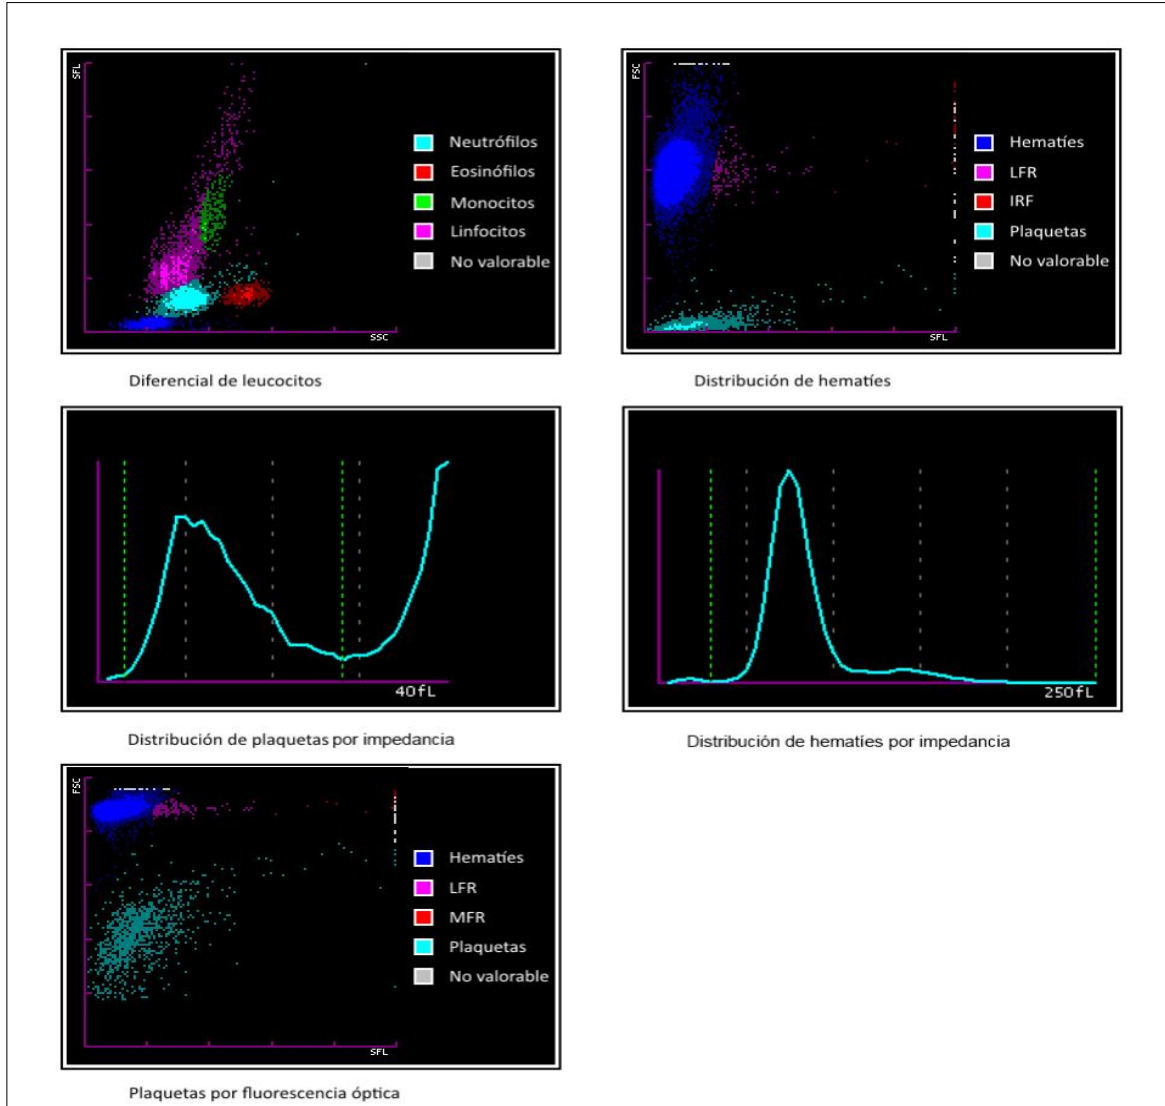 SFL
Neutrófilos
Eosinófilos
Monocitos
Linfocitos
No valorable
SSC
Diferencial de leucocitos
FSC
Hematíes
LFR
IRF
Plaquetas
No valorable
SFL
Distribución de hematíes
40fL
Distribución de plaquetas por impedancia
250fL
Distribución de hematíes por impedancia
FSC
Hematíes
LFR
MFR
Plaquetas
No valorable
SFL
Plaquetas por fluorescencia óptica